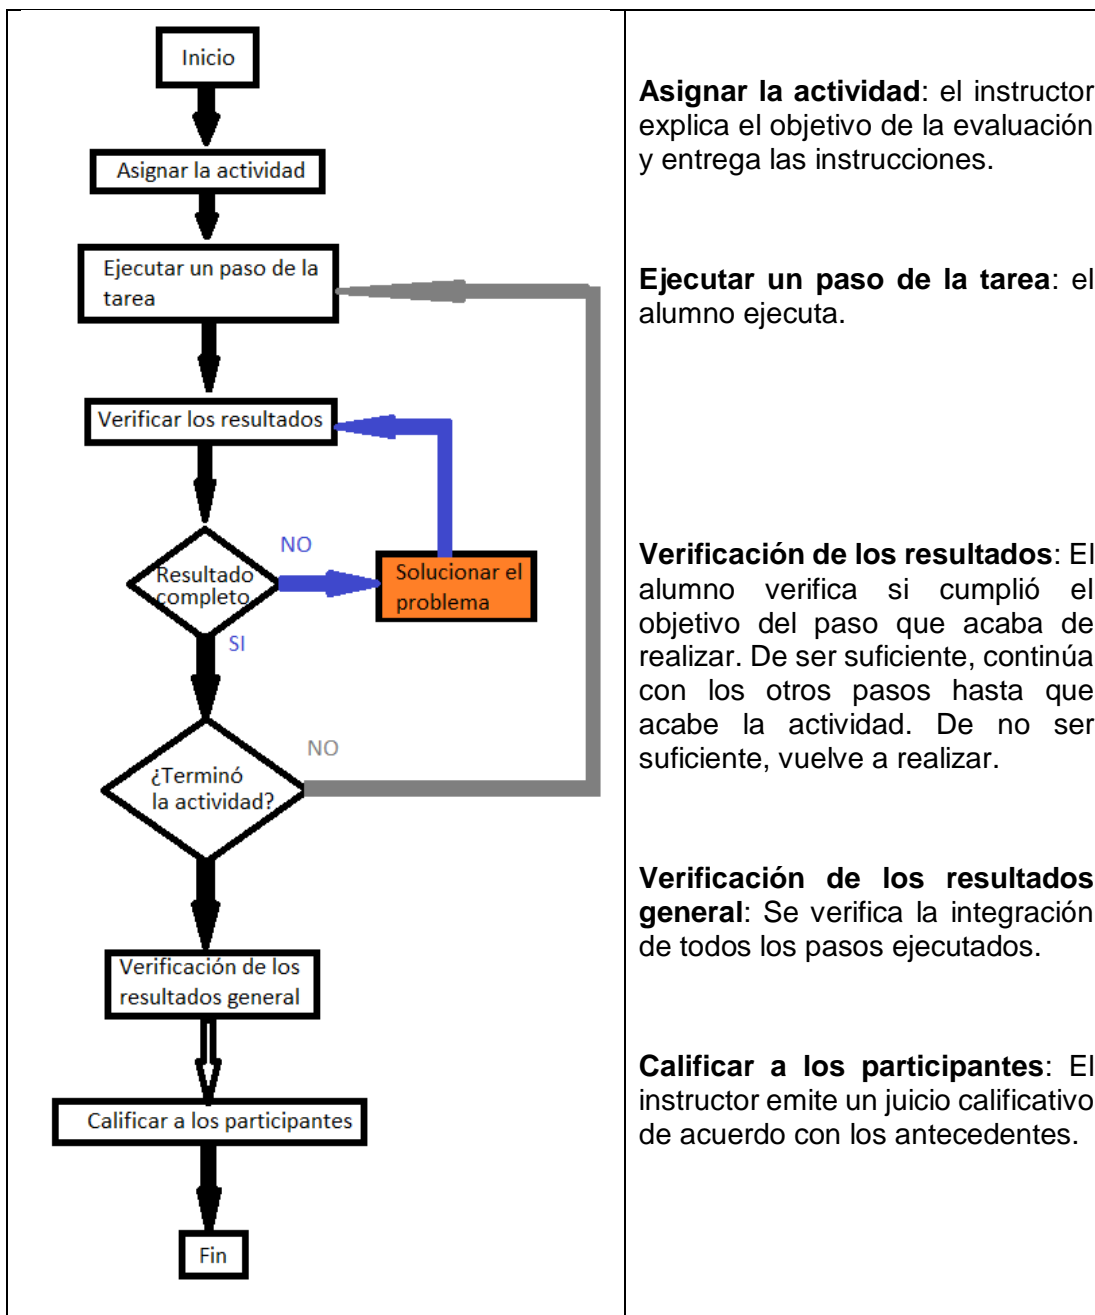 Inicio
Asignar la actividad
Ejecutar un paso de la
tarea
Verificar los resultados
NO
Resultado
completo
Solucionar el
problema
SI
NO
¿Terminó
la actividad?
Verificación de los
resultados general
Calificar a los participantes
Fin
Asignar la actividad: el instructor
explica el objetivo de la evaluación
y entrega las instrucciones.
Ejecutar un paso de la tarea: el
alumno ejecuta.
Verificación de los resultados: El
alumno verifica si cumplió el
objetivo del paso que acaba de
realizar. De ser suficiente, continúa
con los otros pasos hasta que
acabe la actividad. De no ser
suficiente, vuelve a realizar.
Verificación de los resultados
general: Se verifica la integración
de todos los pasos ejecutados.
Calificar a los participantes: El
instructor emite un juicio calificativo
de acuerdo con los antecedentes.